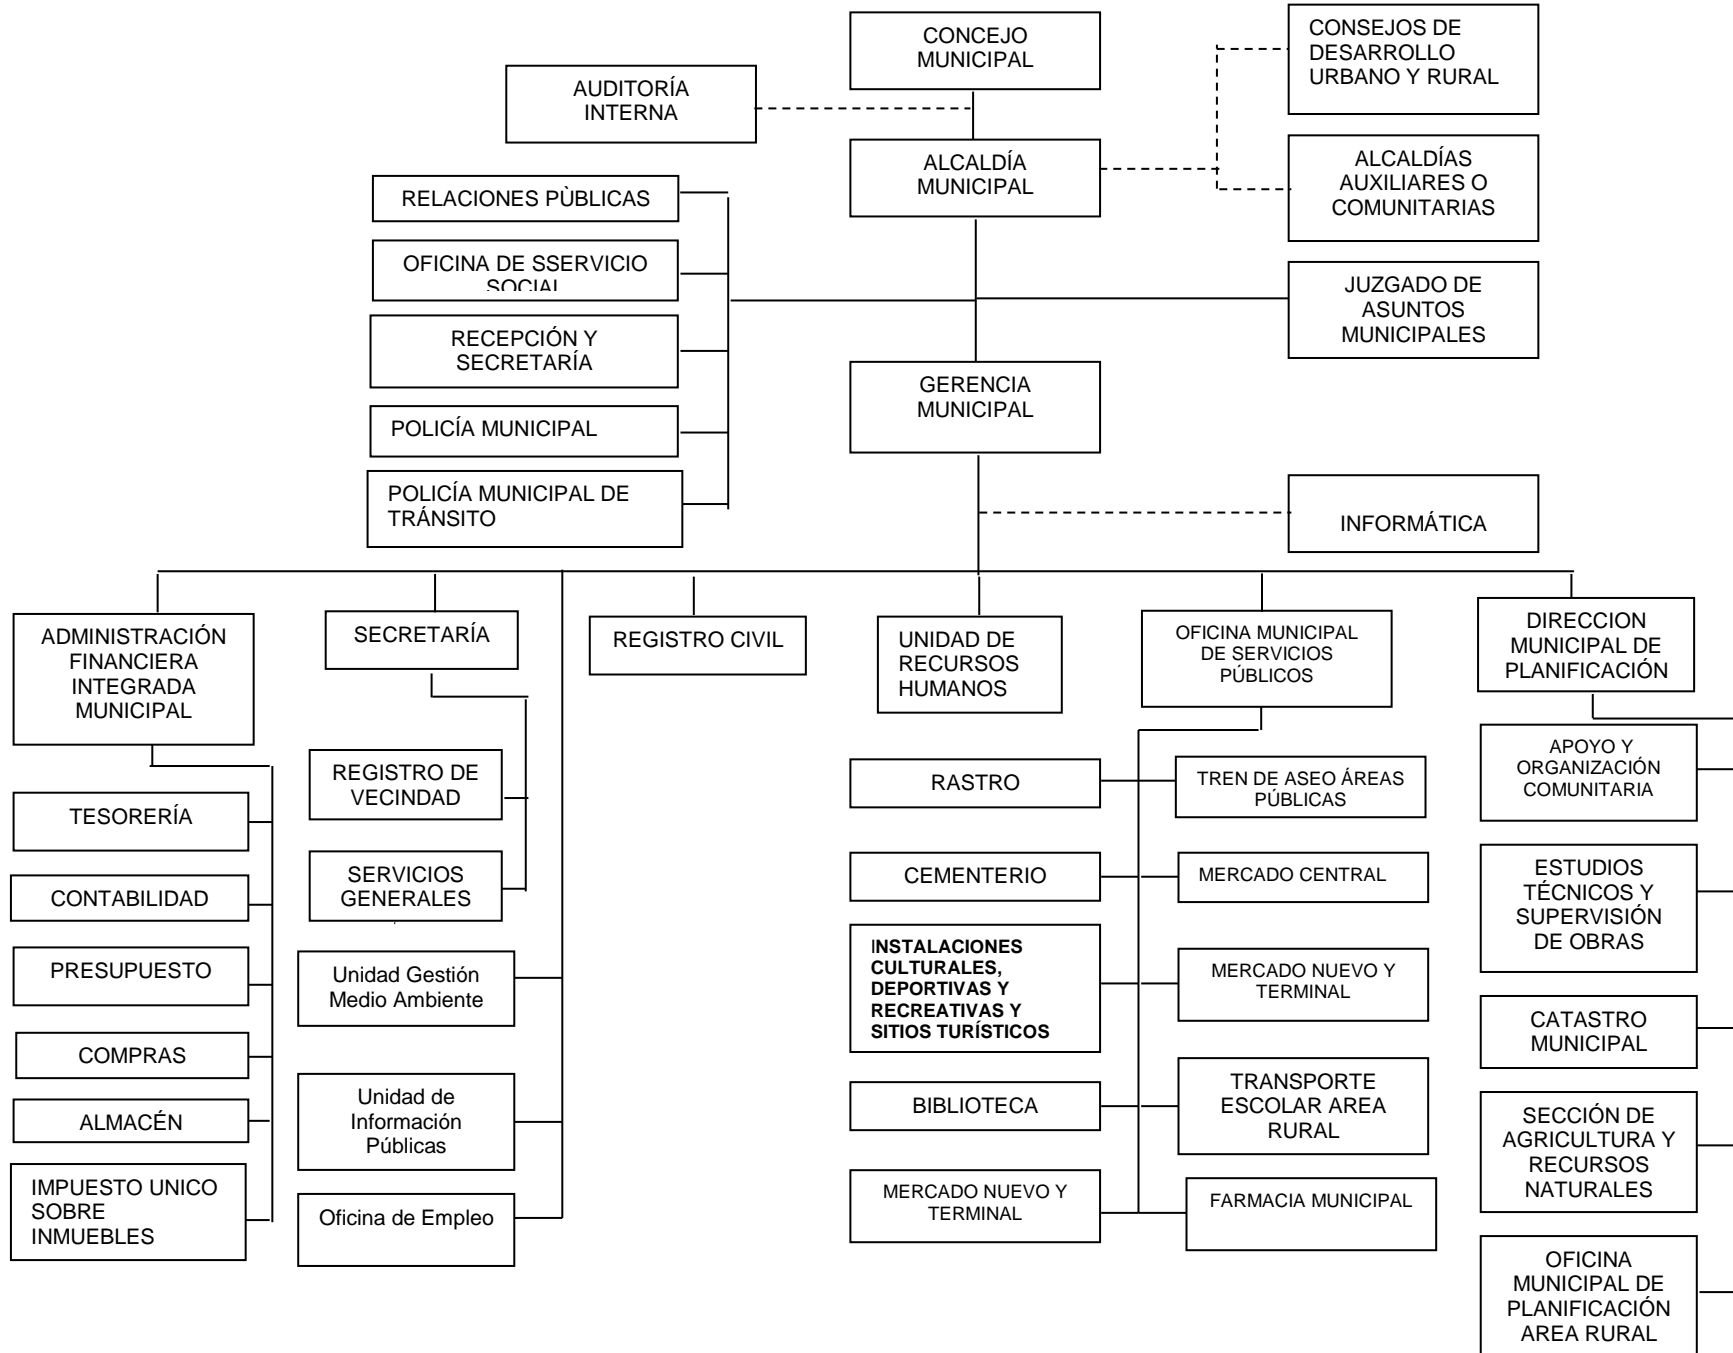 CONCEJO
MUNICIPAL
CONSEJOS DE
DESARROLLO
URBANO Y RURAL
AUDITORÍA
INTERNA
ALCALDÍA
MUNICIPAL
ALCALDÍAS
AUXILIARES O
COMUNITARIAS
RELACIONES PÙBLICAS
OFICINA DE SSERVICIO
SOCIAL
JUZGADO DE
ASUNTOS
MUNICIPALES
RECEPCIÓN Y
SECRETARÍA
GERENCIA
MUNICIPAL
POLICÍA MUNICIPAL
POLICÍA MUNICIPAL DE
TRÁNSITO
INFORMÁTICA
ADMINISTRACIÓN
FINANCIERA
INTEGRADA
MUNICIPAL
SECRETARÍA
REGISTRO CIVIL
UNIDAD DE
RECURSOS
HUMANOS
OFICINA MUNICIPAL
DE SERVICIOS
PÚBLICOS
DIRECCION
MUNICIPAL DE
PLANIFICACIÓN
TESORERÍA
CONTABILIDAD
PRESUPUESTO
COMPRAS
ALMACÉN
IMPUESTO UNICO
SOBRE
INMUEBLES
REGISTRO DE
VECINDAD
SERVICIOS
GENERALES
Unidad Gestión
Medio Ambiente
Unidad de
Información
Públicas
Oficina de Empleo
RASTRO
CEMENTERIO
INSTALACIONES
CULTURALES,
DEPORTIVAS Y
RECREATIVAS Y
SITIOS TURÍSTICOS
BIBLIOTECA
MERCADO NUEVO Y
TERMINAL
TREN DE ASEO ÁREAS
PÚBLICAS
MERCADO CENTRAL
MERCADO NUEVO Y
TERMINAL
TRANSPORTE
ESCOLAR AREA
RURAL
FARMACIA MUNICIPAL
APOYO Y
ORGANIZACIÓN
COMUNITARIA
ESTUDIOS
TÉCNICOS Y
SUPERVISIÓN
DE OBRAS
CATASTRO
MUNICIPAL
SECCIÓN DE
AGRICULTURA Y
RECURSOS
NATURALES
OFICINA
MUNICIPAL DE
PLANIFICACIÓN
AREA RURAL